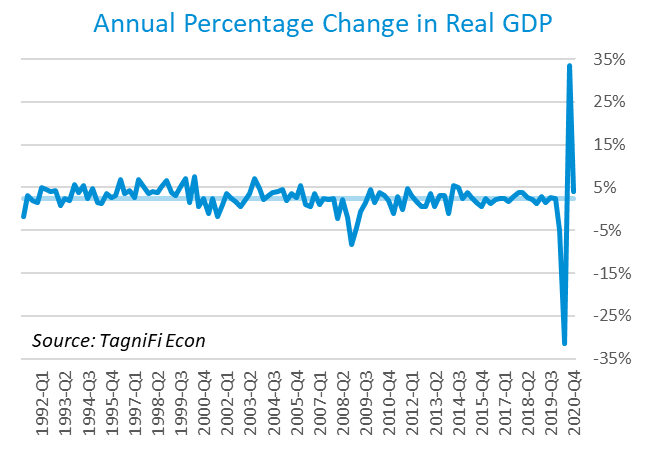 Annual Percentage Change in Real GDP
35%
25%
15%
5%
-5%
-15%
-25%
-35%
Source: TagniFi Econ
1992-Q1
1993-Q2
1994-Q3
1995-Q4
1997-Q1
1998-Q2
1999-Q3
2000-Q4
2002-Q1
2003-Q2
2004-Q3
2005-Q4
2007-Q1
2008-Q2
2009-Q3
2010-Q4
2012-Q1
2013-Q2
2014-Q3
2015-Q4
2017-Q1
2018-Q2
2019-Q3
2020-Q4